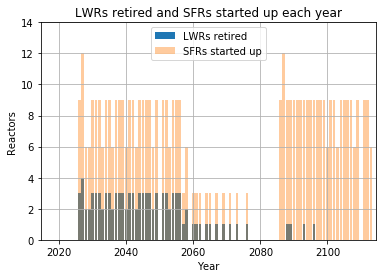 LWRs retired and SFRs started up each year
LWRs retired
SFRs started up
Reactors
14
12
10
8
6
4
2
0
2020 2040 2060 2080 2100
Year